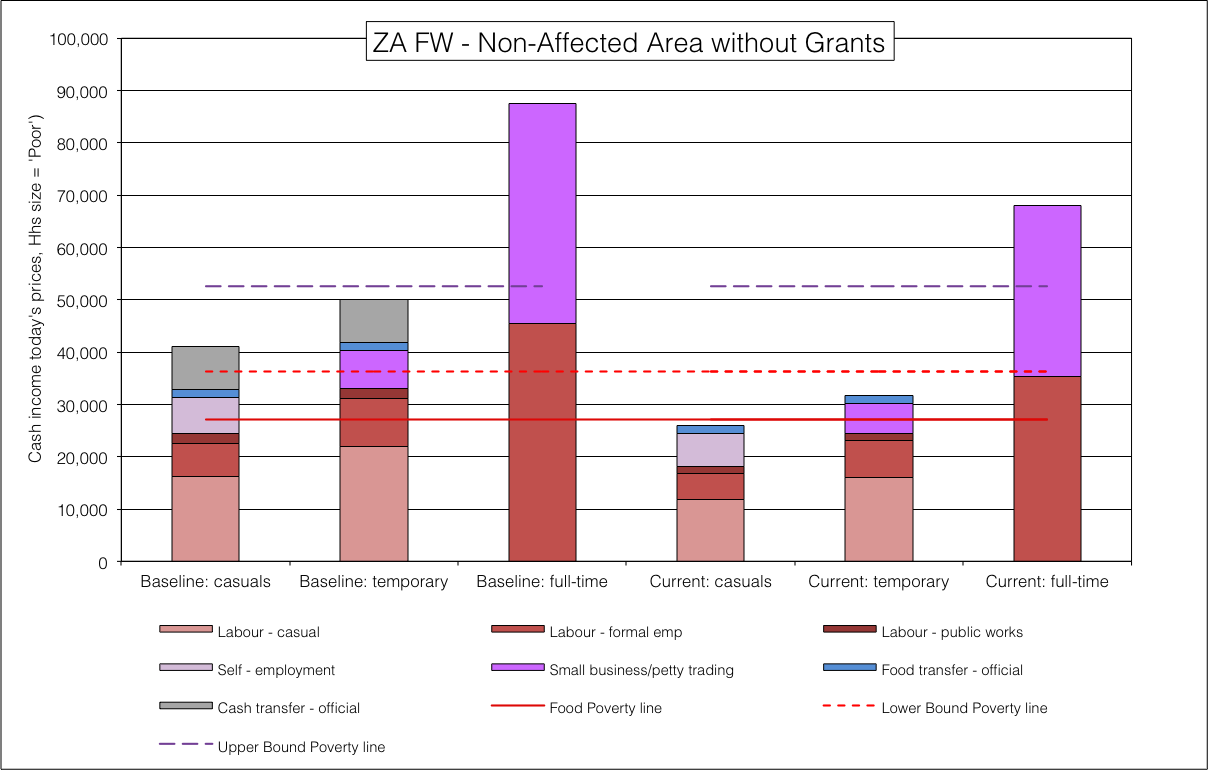 ZA FW - Non-Affected Area without Grants
Cash income today's prices, Hhs size = 'Poor')
100,000
90,000
80,000
70,000
60,000
50,000
40,000
30,000
20,000
10,000
0
Baseline: casuals Baseline: temporary Baseline: full-time Current: casuals Current: temporary Current: full-time
Labour - casual Labour - formal emp Labour - public works
Self - employment Small business/petty trading Food transfer - official
Cash transfer - official Food Poverty line Lower Bound Poverty line
Upper Bound Poverty line